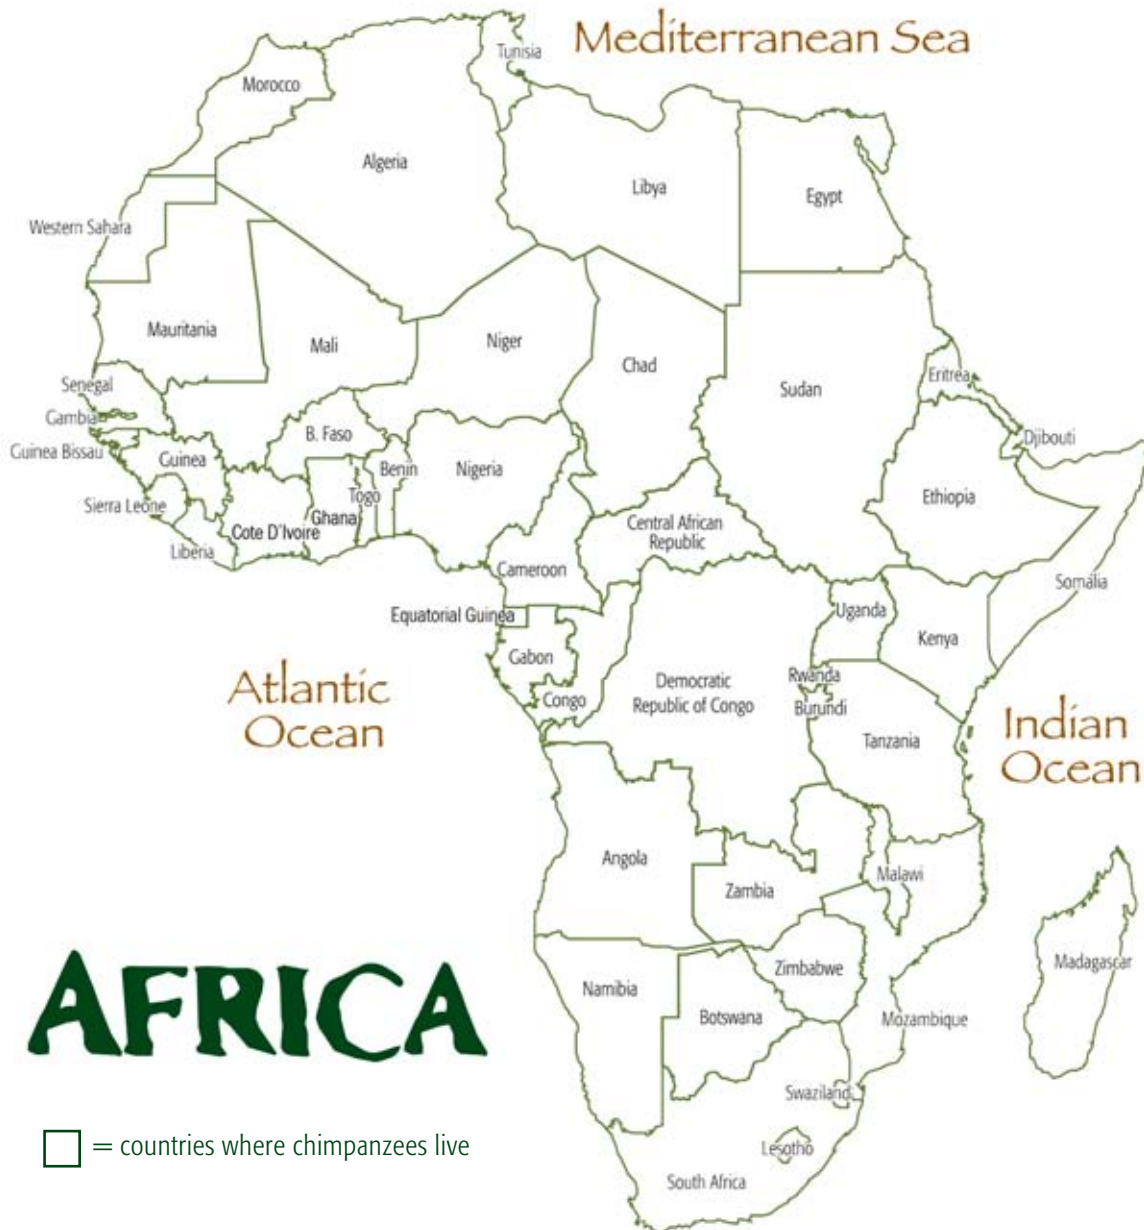 Mediterranean Sea
Tunisia
Morocco
Algeria
Libya
Egypt
Western Sahara
Mauritania
Mali
Niger
Chad
Sudan
Eritrea
Senegal
Gambia
Guinea Bissau
Guinea
B. Faso
Benin
Nigeria
Djibouti
Togo
Ethiopia
Sierra Leone
Ghana
Cote D'Ivoire
Liberia
Central African
Republic
Cameroon
Somalia
Equatorial Guinea
Uganda
Kenya
Gabon
Congo
Democratic
Republic of Congo
Rwanda
Burundi
Tanzania
Atlantic
Ocean
Indian
Ocean
Angola
Zambia
Malawi
Madagascar
Namibia
Zimbabwe
Botswana
Mozambique
Swaziland
Lesotho
South Africa
AFRICA
= countries where chimpanzees live